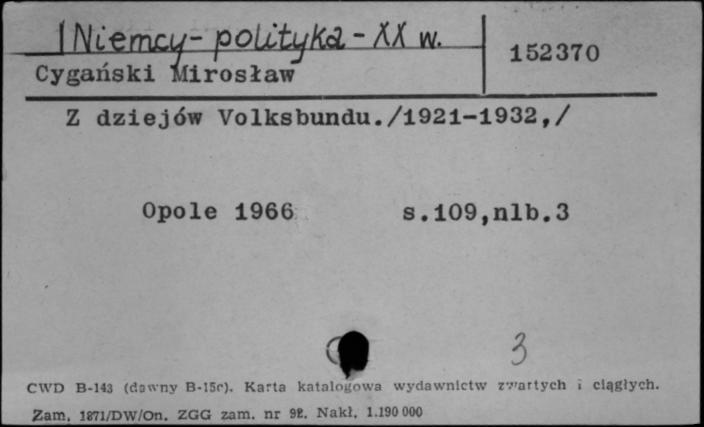 Niemcy - polityka - XX w.
152370
Cygański Mirosław
Z dziejów Volksbundu./1921-1932,/
Opole 1966 s.109,nlb.3
3
CWD B-143 (dawny B-15c). Karta katalogowa wydawnictw zwartych i ciągłych.
Zam. 1871/DW/On. ZGG zam. nr 92. Nakł. 1.190 000